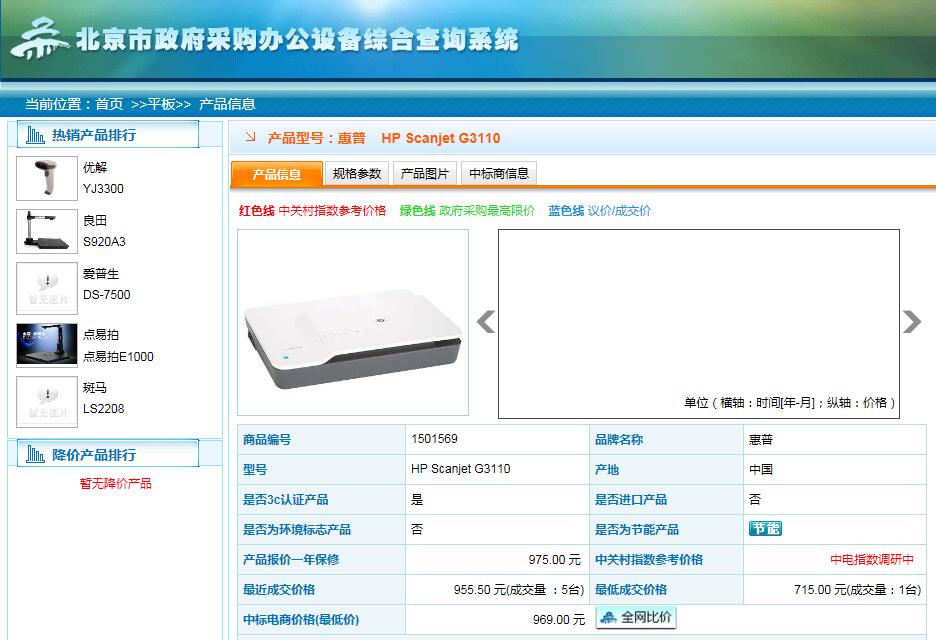 北京市政府采购办公设备综合查询系统
当前位置：首页 >>平板>> 产品信息
热销产品排行
优解
YJ3300
良田
S920A3
暂无图片
爱普生
DS-7500
点易拍
点易拍E1000
暂无图片
斑马
LS2208
降价产品排行
暂无降价产品
产品型号：惠普 HP Scanjet G3110
产品信息 规格参数 产品图片 中标商信息
红色线 中关村指数参考价格 绿色线 政府采购最高限价 蓝色线 议价/成交价
单位（横轴：时间[年-月]；纵轴：价格）
商品编号 1501569 品牌名称 惠普
型号 HP Scanjet G3110 产地 中国
是否3c认证产品 是 是否进口产品 否
是否为环境标志产品 否 是否为节能产品 节能
产品报价一年保修 975.00 元 中关村指数参考价格 中电指数调研中
最近成交价格 955.50 元(成交量 ：5台) 最低成交价格 715.00 元(成交量：1台)
中标电商价格(最低价) 969.00 元 全网比价